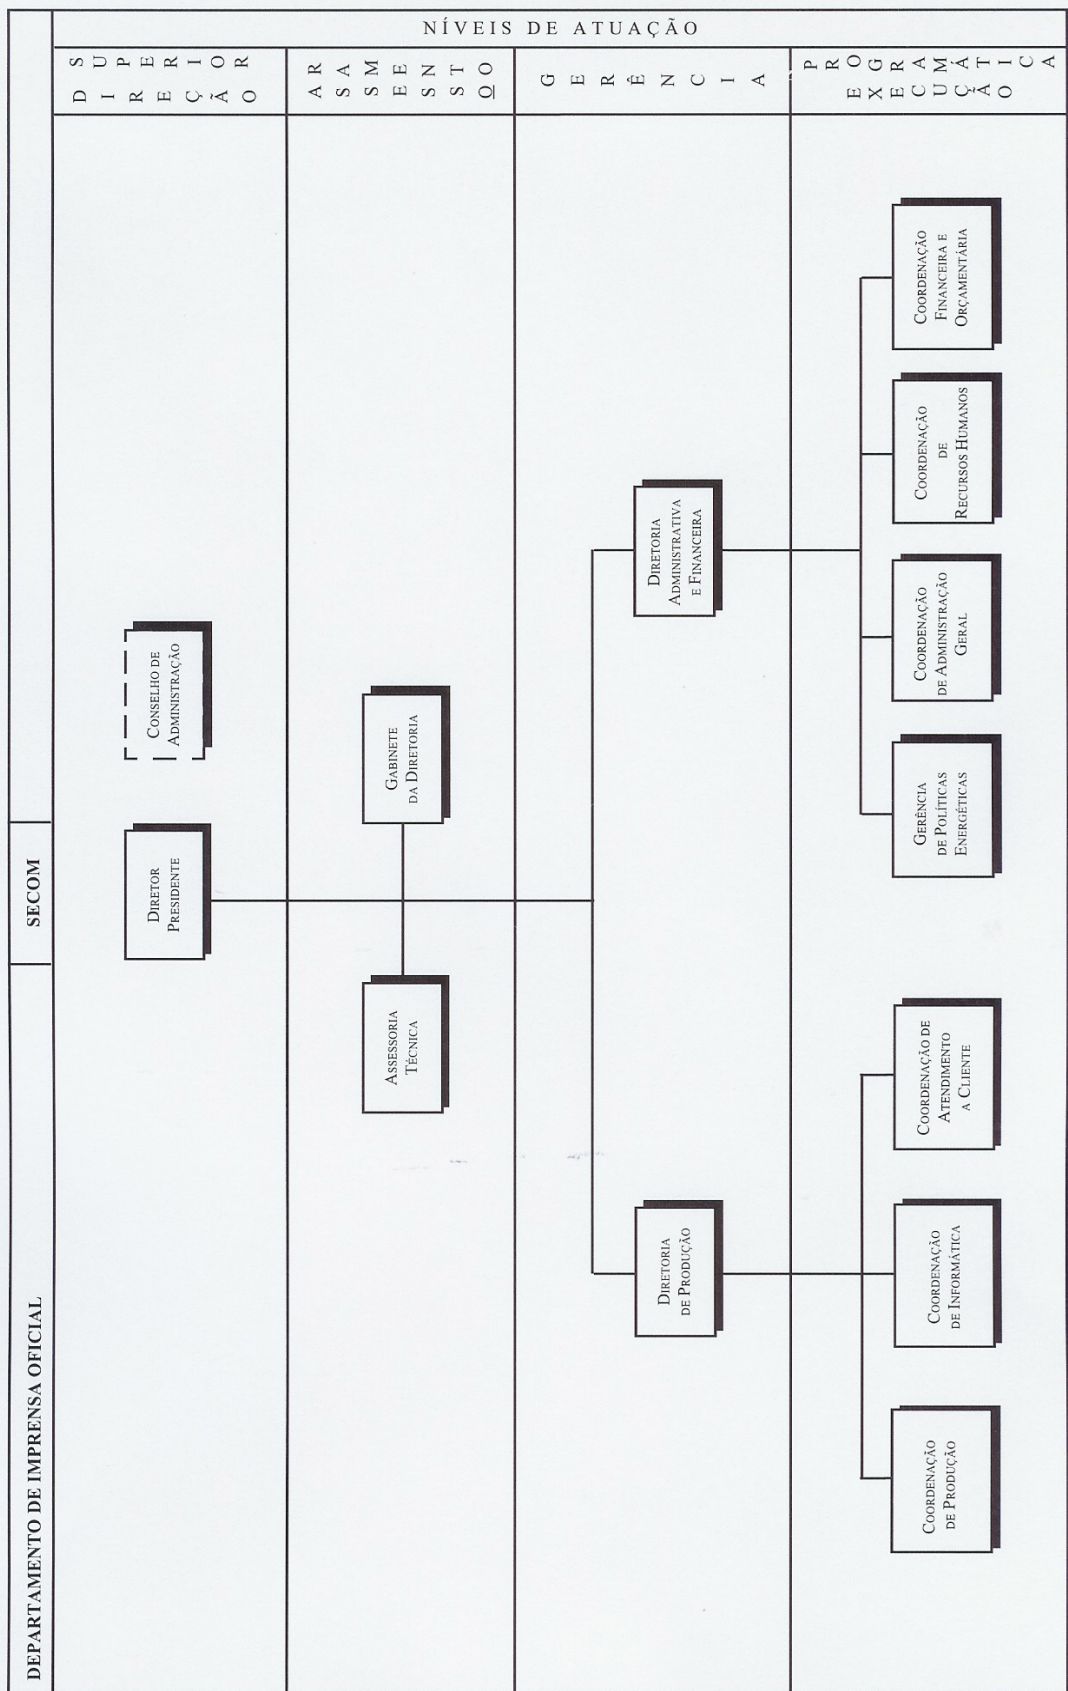 DEPARTAMENTO DE IMPRENSA OFICIAL
SECOM
NÍVEIS DE ATUAÇÃO
DIREÇÃO
SUPERIOR
DIRETOR
PRESIDENTE
CONSELHO DE
ADMINISTRAÇÃO
ASSESSO
RAMENTO
ASSESSORIA
TÉCNICA
GABINETE
DA DIRETORIA
GERÊNCIA
DIRETORIA
DE PRODUÇÃO
DIRETORIA
ADMINISTRATIVA
E FINANCEIRA
EXECUÇÃO
PROGRAMÁTICA
COORDENAÇÃO
DE PRODUÇÃO
COORDENAÇÃO
DE INFORMÁTICA
COORDENAÇÃO DE
ATENDIMENTO
A CLIENTE
GERÊNCIA
DE POLÍTICAS
ENERGÉTICAS
COORDENAÇÃO
DE ADMINISTRAÇÃO
GERAL
COORDENAÇÃO
DE
RECURSOS HUMANOS
COORDENAÇÃO
FINANCEIRA E
ORÇAMENTÁRIA